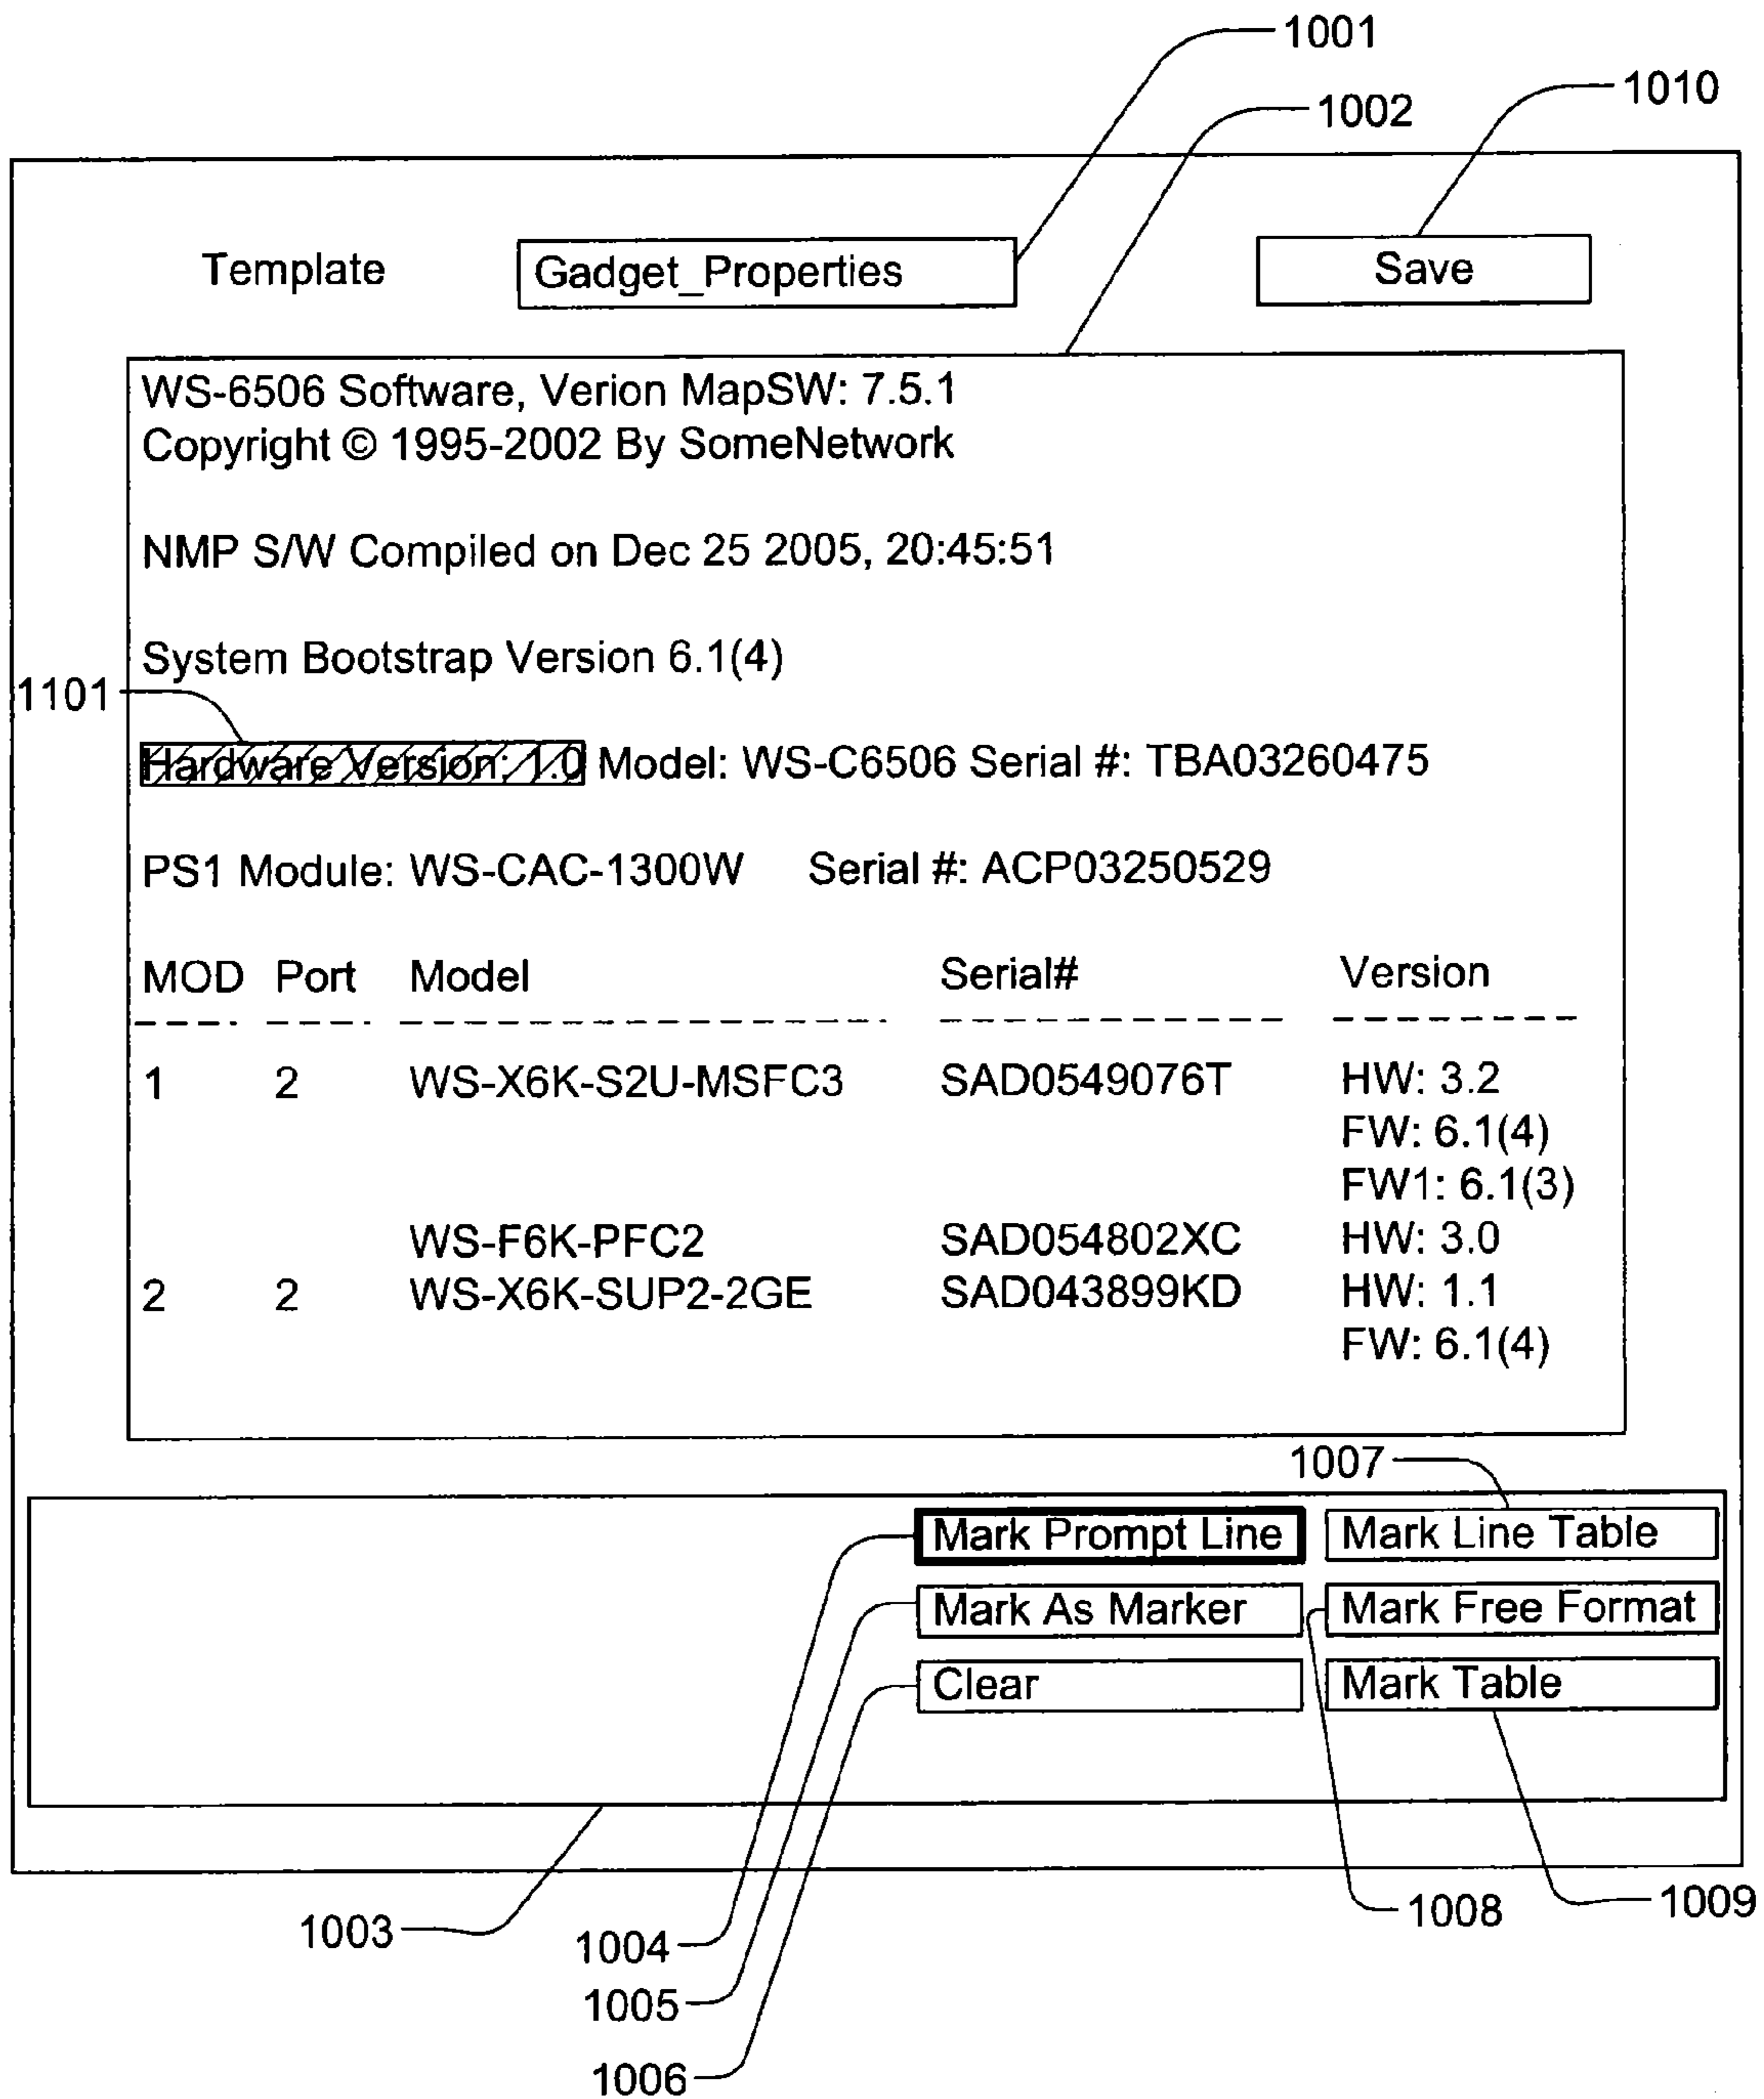 1001
1010
1002
Template Gadget_Properties Save
WS-6506 Software, Verion MapSW: 7.5.1
Copyright © 1995-2002 By SomeNetwork
NMP S/W Compiled on Dec 25 2005, 20:45:51
System Bootstrap Version 6.1(4)
1101
Hardware Version: 1.0 Model: WS-C6506 Serial #: TBA03260475
PS1 Module: WS-CAC-1300W Serial #: ACP03250529
MOD Port Model Serial# Version
1 2 WS-X6K-S2U-MSFC3 SAD0549076T HW: 3.2
FW: 6.1(4)
FW1: 6.1(3)
WS-F6K-PFC2 SAD054802XC HW: 3.0
2 2 WS-X6K-SUP2-2GE SAD043899KD HW: 1.1
FW: 6.1(4)
1007
Mark Prompt Line Mark Line Table
Mark As Marker Mark Free Format
Clear Mark Table
1003
1004
1005
1006
1008
1009